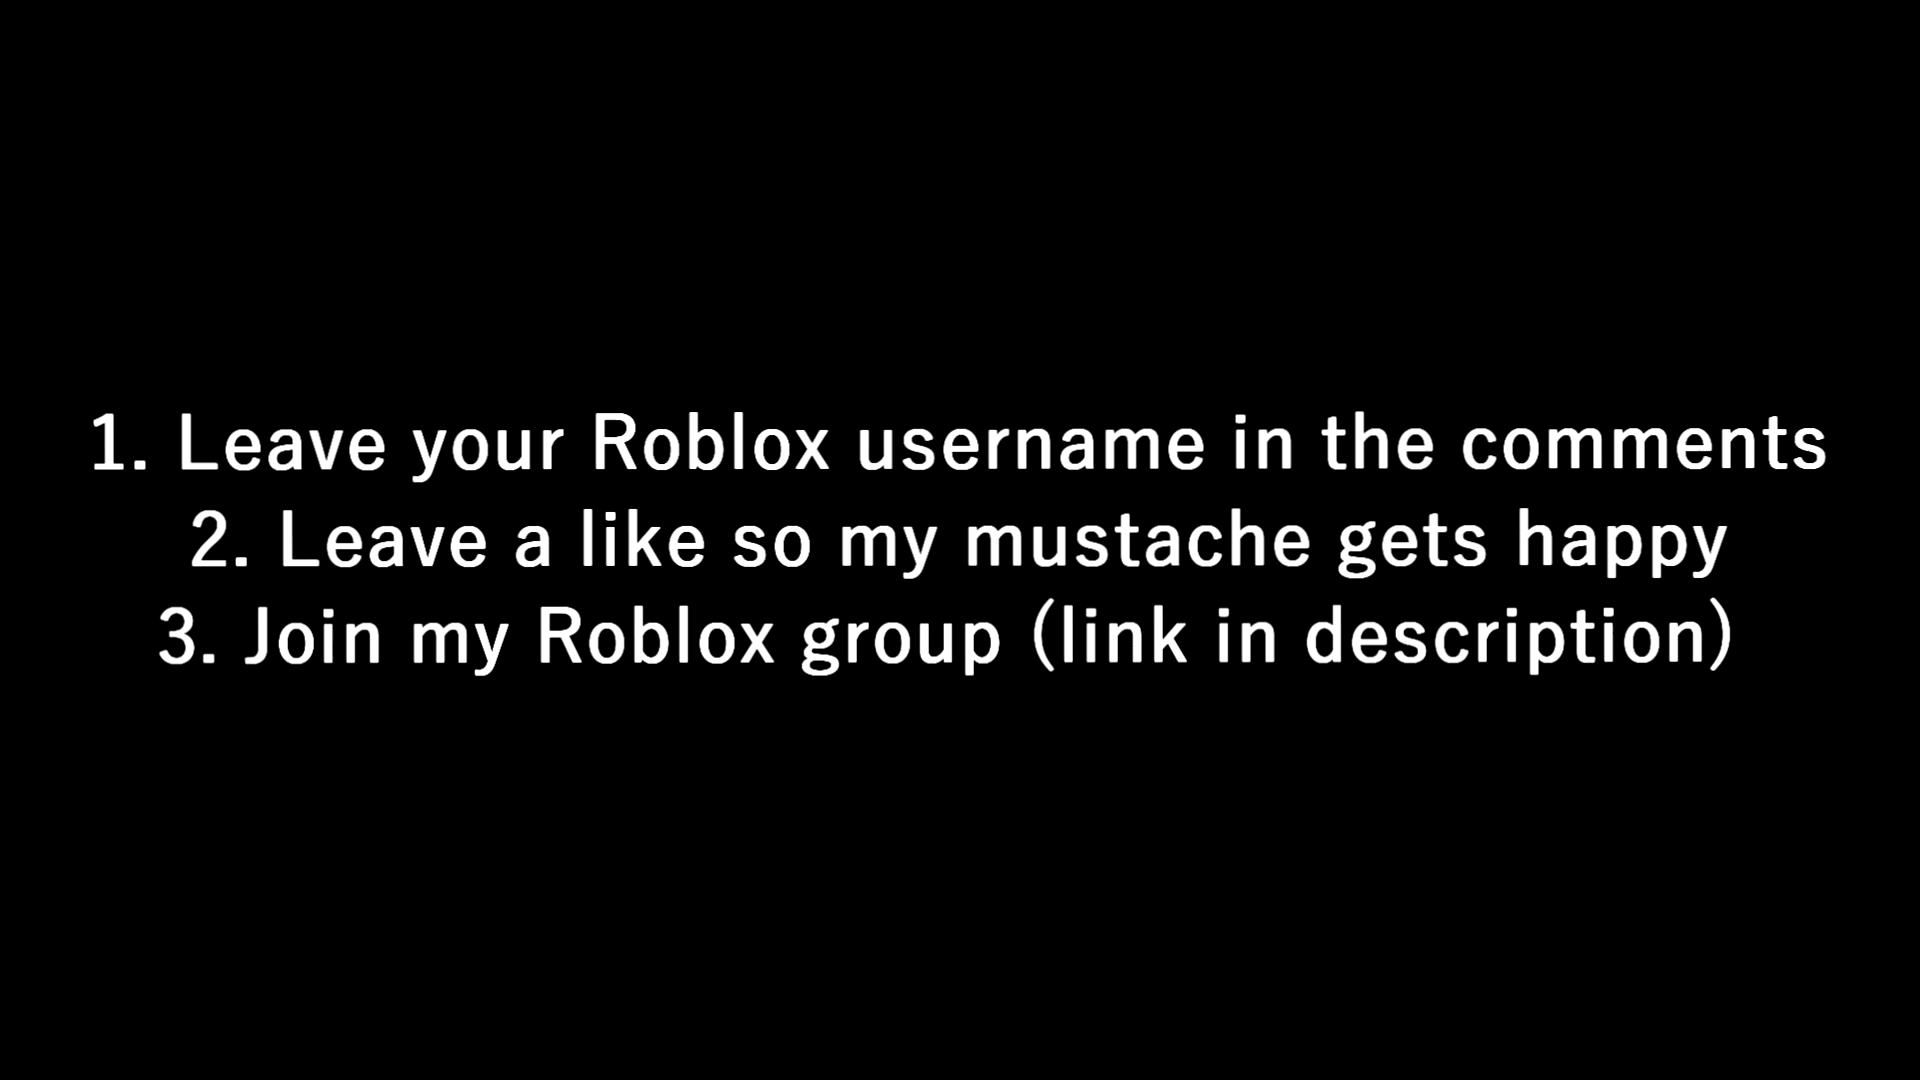 1. Leave your Roblox username in the comments
2. Leave a like so my mustache gets happy
3. Join my Roblox group (link in description)